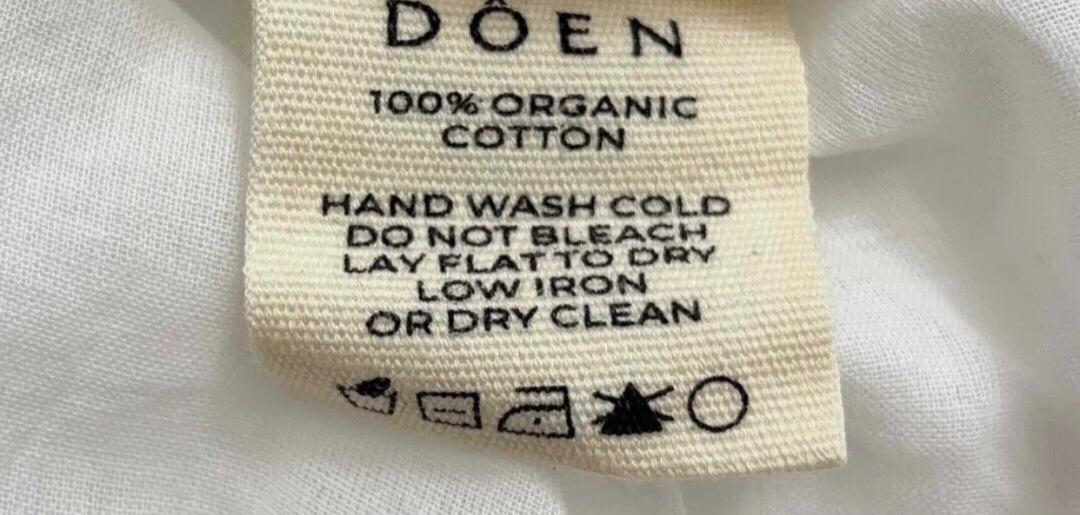 DÔEN
100% ORGANIC
COTTON
HAND WASH COLD
DO NOT BLEACH
LAY FLAT TO DRY
LOW IRON
OR DRY CLEAN